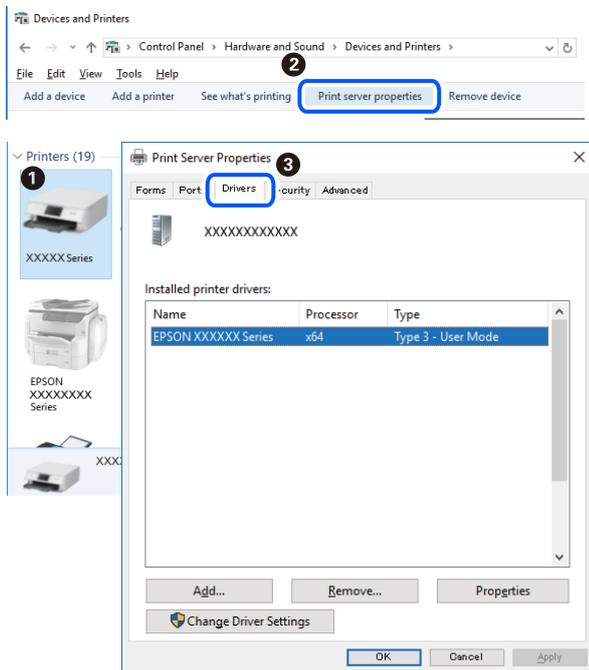 Devices and Printers
Control Panel > Hardware and Sound > Devices and Printers >
2
File Edit View Tools Help
Add a device Add a printer See what's printing Print server properties Remove device
Printers (19)
1
XXXXX Series
EPSON
XXXXXXXX
Series
XXX
Print Server Properties
3
Forms Port Drivers curity Advanced
XXXXXXXXXXXX
Installed printer drivers:
Name Processor Type
EPSON XXXXXX Series x64 Type 3 - User Mode
Add... Remove... Properties
Change Driver Settings
OK Cancel Apply